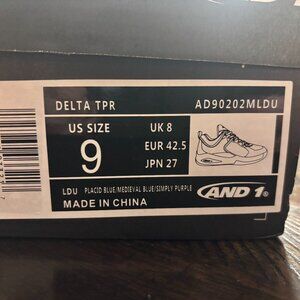 DELTA TPR AD90202MLDU
US SIZE UK 8
9 EUR 42.5
JPN 27
LDU PLACID BLUE/MEDIEVAL BLUE/SIMPLY PURPLE
MADE IN CHINA
AND 1